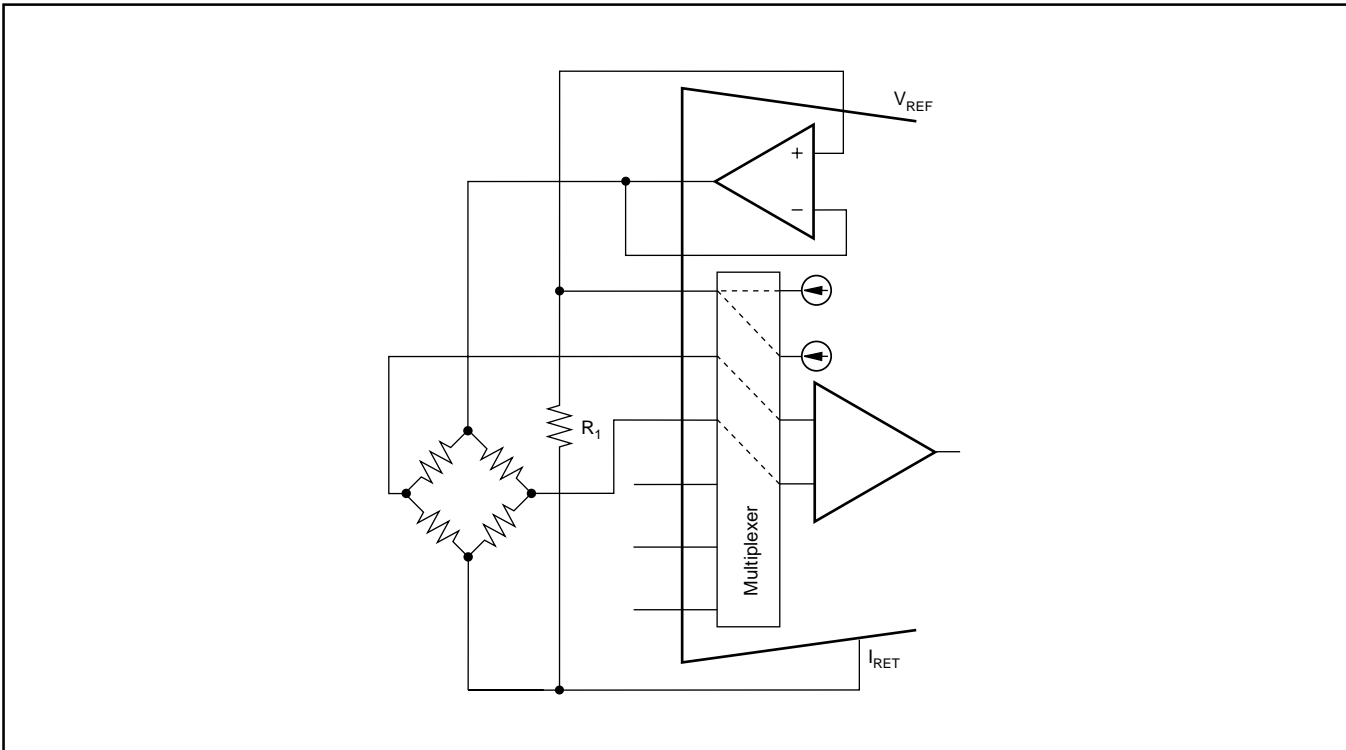 V_REF
+
−
R_1
Multiplexer
I_RET